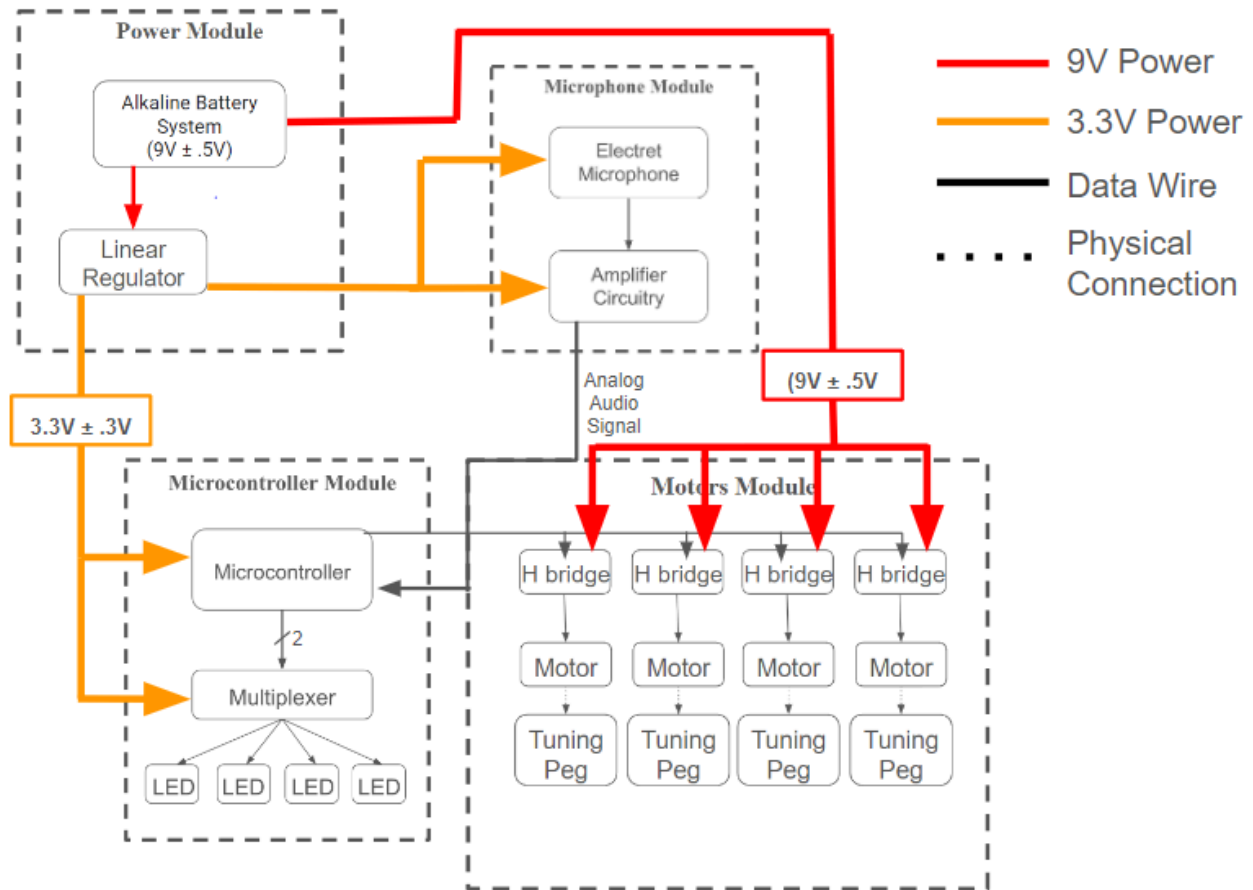 Power Module
Alkaline Battery
System
(9V ± .5V)
Linear
Regulator
Microphone Module
Electret
Microphone
Amplifier
Circuitry
9V Power
3.3V Power
Data Wire
Physical
Connection
3.3V ± .3V
Analog
Audio
Signal
(9V ± .5V
Microcontroller Module
Microcontroller
2
Multiplexer
LED LED LED LED
Motors Module
H bridge H bridge H bridge H bridge
Motor Motor Motor Motor
Tuning Tuning Tuning Tuning
Peg Peg Peg Peg